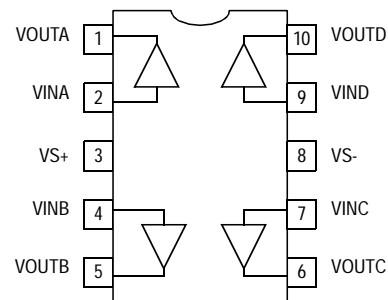 VOUTA 1 10 VOUTD
VINA 2 9 VIND
VS+ 3 8 VS-
VINB 4 7 VINC
VOUTB 5 6 VOUTC